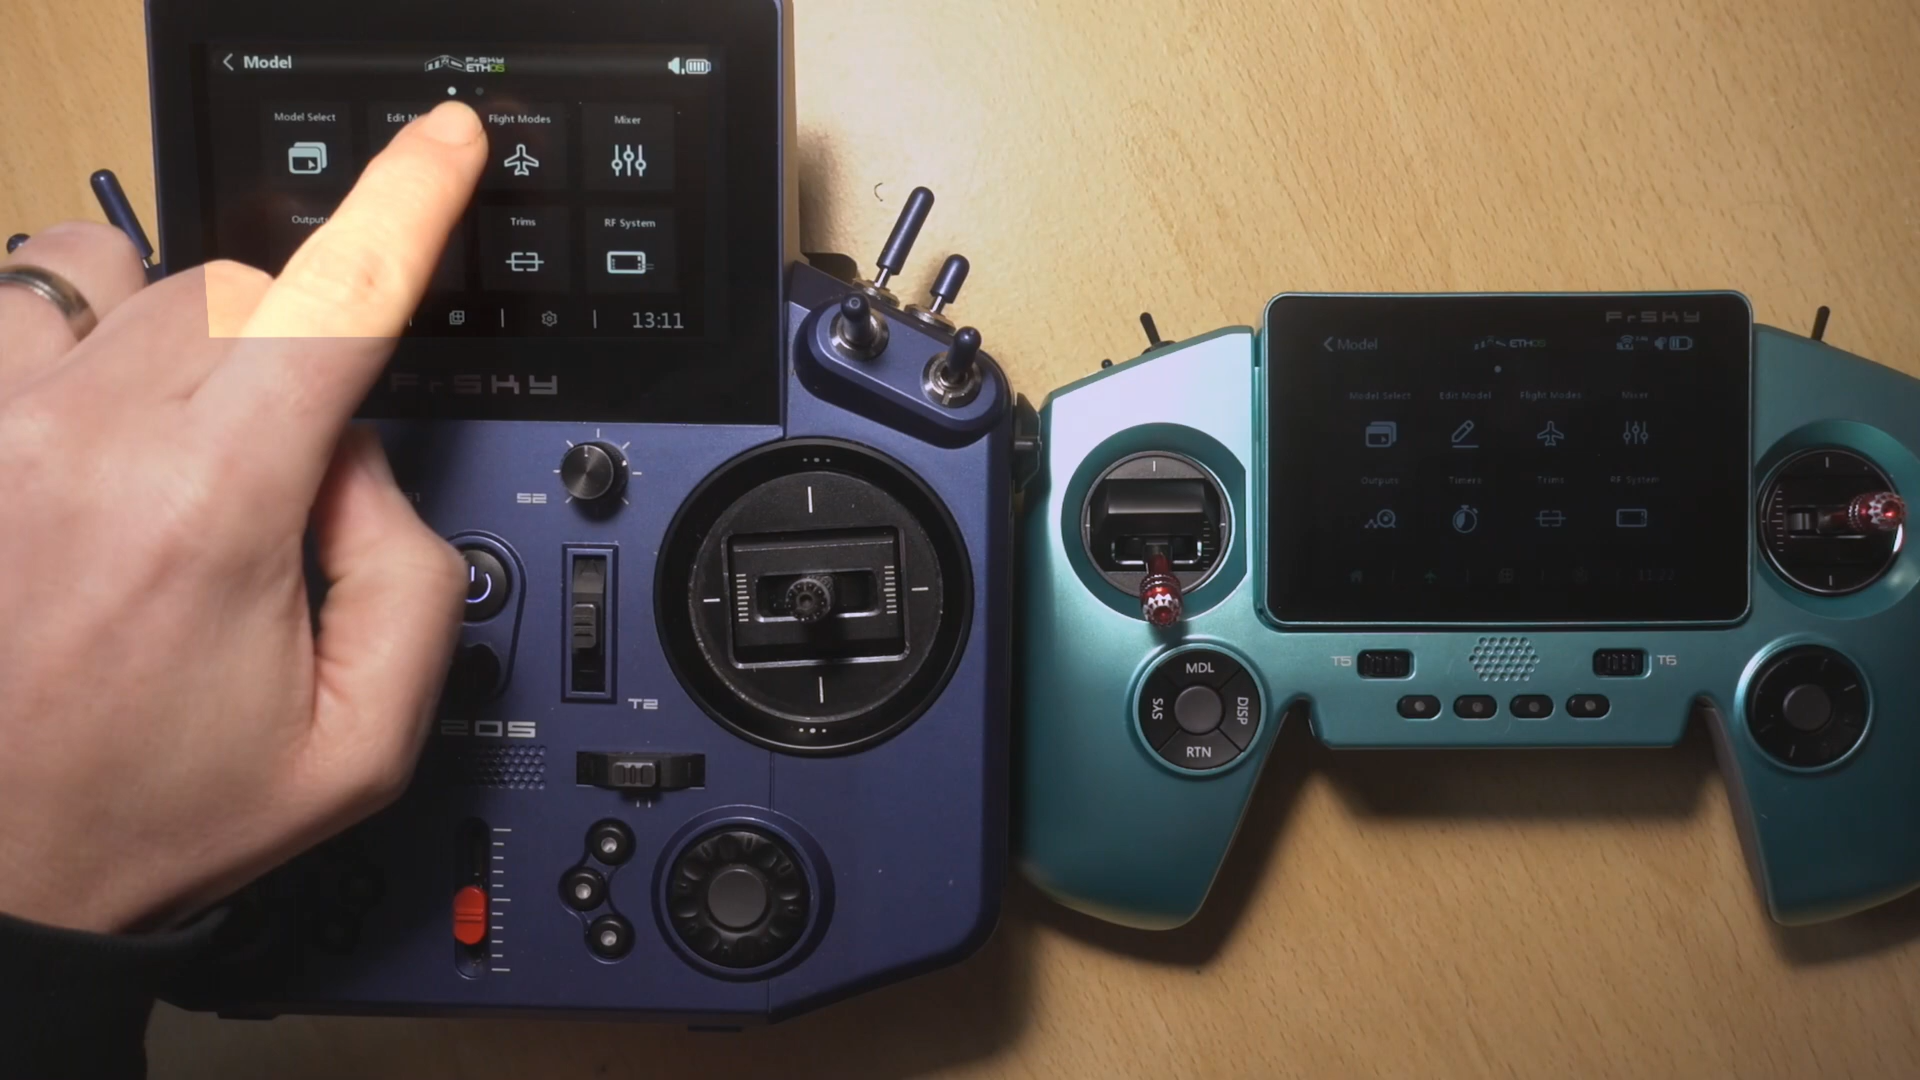 Model
FrSKY
ETHOS
Model Select
Flight Modes
Mixer
Trims
RF System
13:11
FrSKY
S2
T2
20S
FrSKY
Model
ETHOS
Model Select
Edit Model
Flight Modes
Mixer
Outputs
Timers
Trims
RF System
MDL
SYS
DISP
RTN
T5
T6